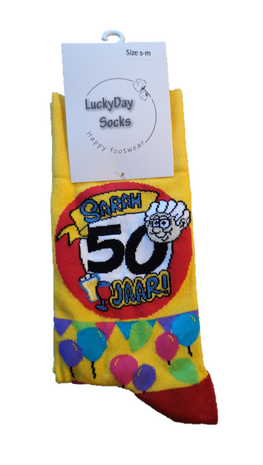 Size s-m
LuckyDay
Socks
Happy footwear
SARAH
50
JAAR!